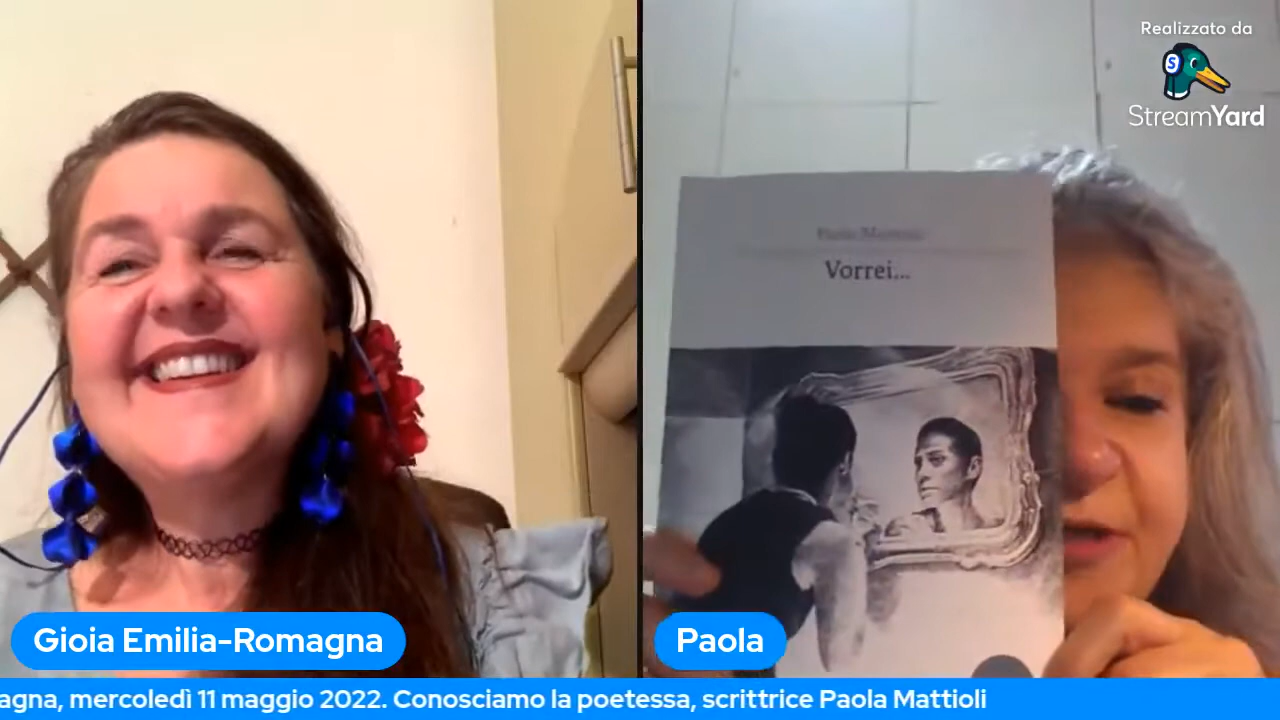 Realizzato da
S
StreamYard
Vorrei...
Gioia Emilia-Romagna
Paola
agna, mercoledì 11 maggio 2022. Conosciamo la poetessa, scrittrice Paola Mattioli